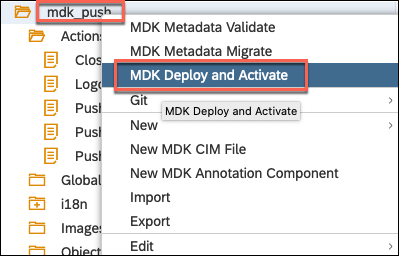 mdk_push
Actions
Clos
Logo
Push
Push
Push
Global
i18n
Images
Object
MDK Metadata Validate
MDK Metadata Migrate
MDK Deploy and Activate
Git
MDK Deploy and Activate
New
New MDK CIM File
New MDK Annotation Component
Import
Export
Edit